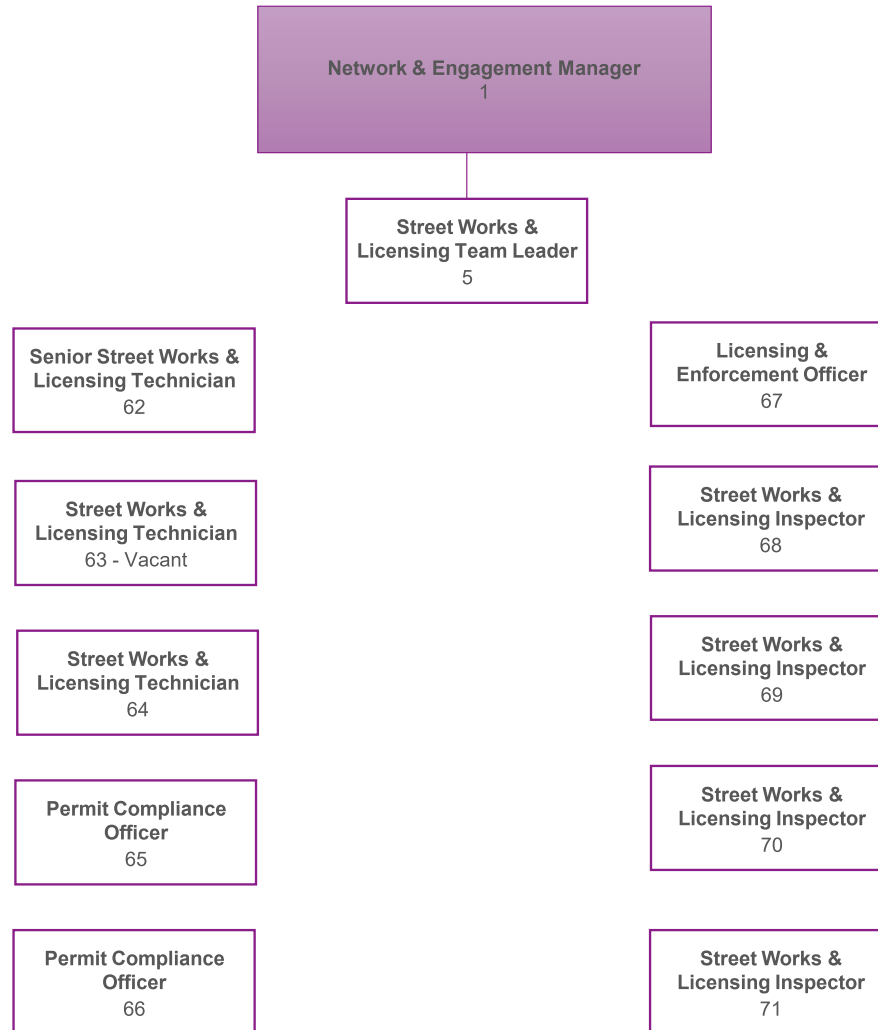 Network & Engagement Manager
1
Street Works &
Licensing Team Leader
5
Senior Street Works &
Licensing Technician
62
Street Works &
Licensing Technician
63 - Vacant
Street Works &
Licensing Technician
64
Permit Compliance
Officer
65
Permit Compliance
Officer
66
Licensing &
Enforcement Officer
67
Street Works &
Licensing Inspector
68
Street Works &
Licensing Inspector
69
Street Works &
Licensing Inspector
70
Street Works &
Licensing Inspector
71